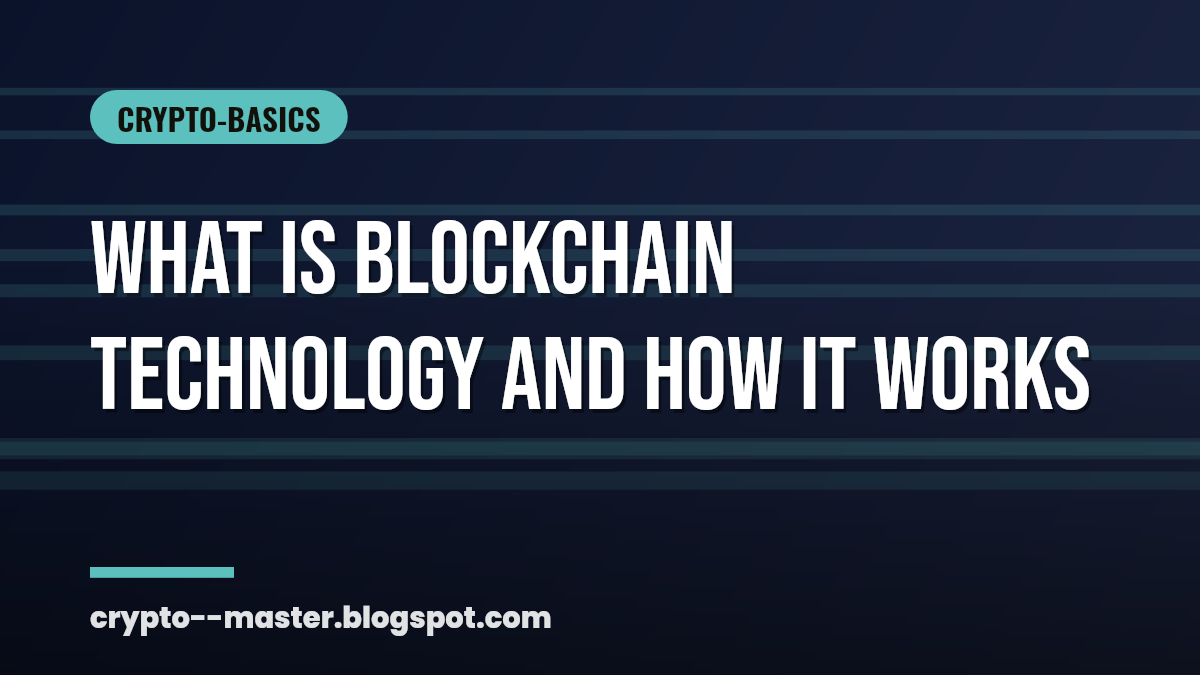 CRYPTO-BASICS
WHAT IS BLOCKCHAIN
TECHNOLOGY AND HOW IT WORKS
crypto--master.blogspot.com